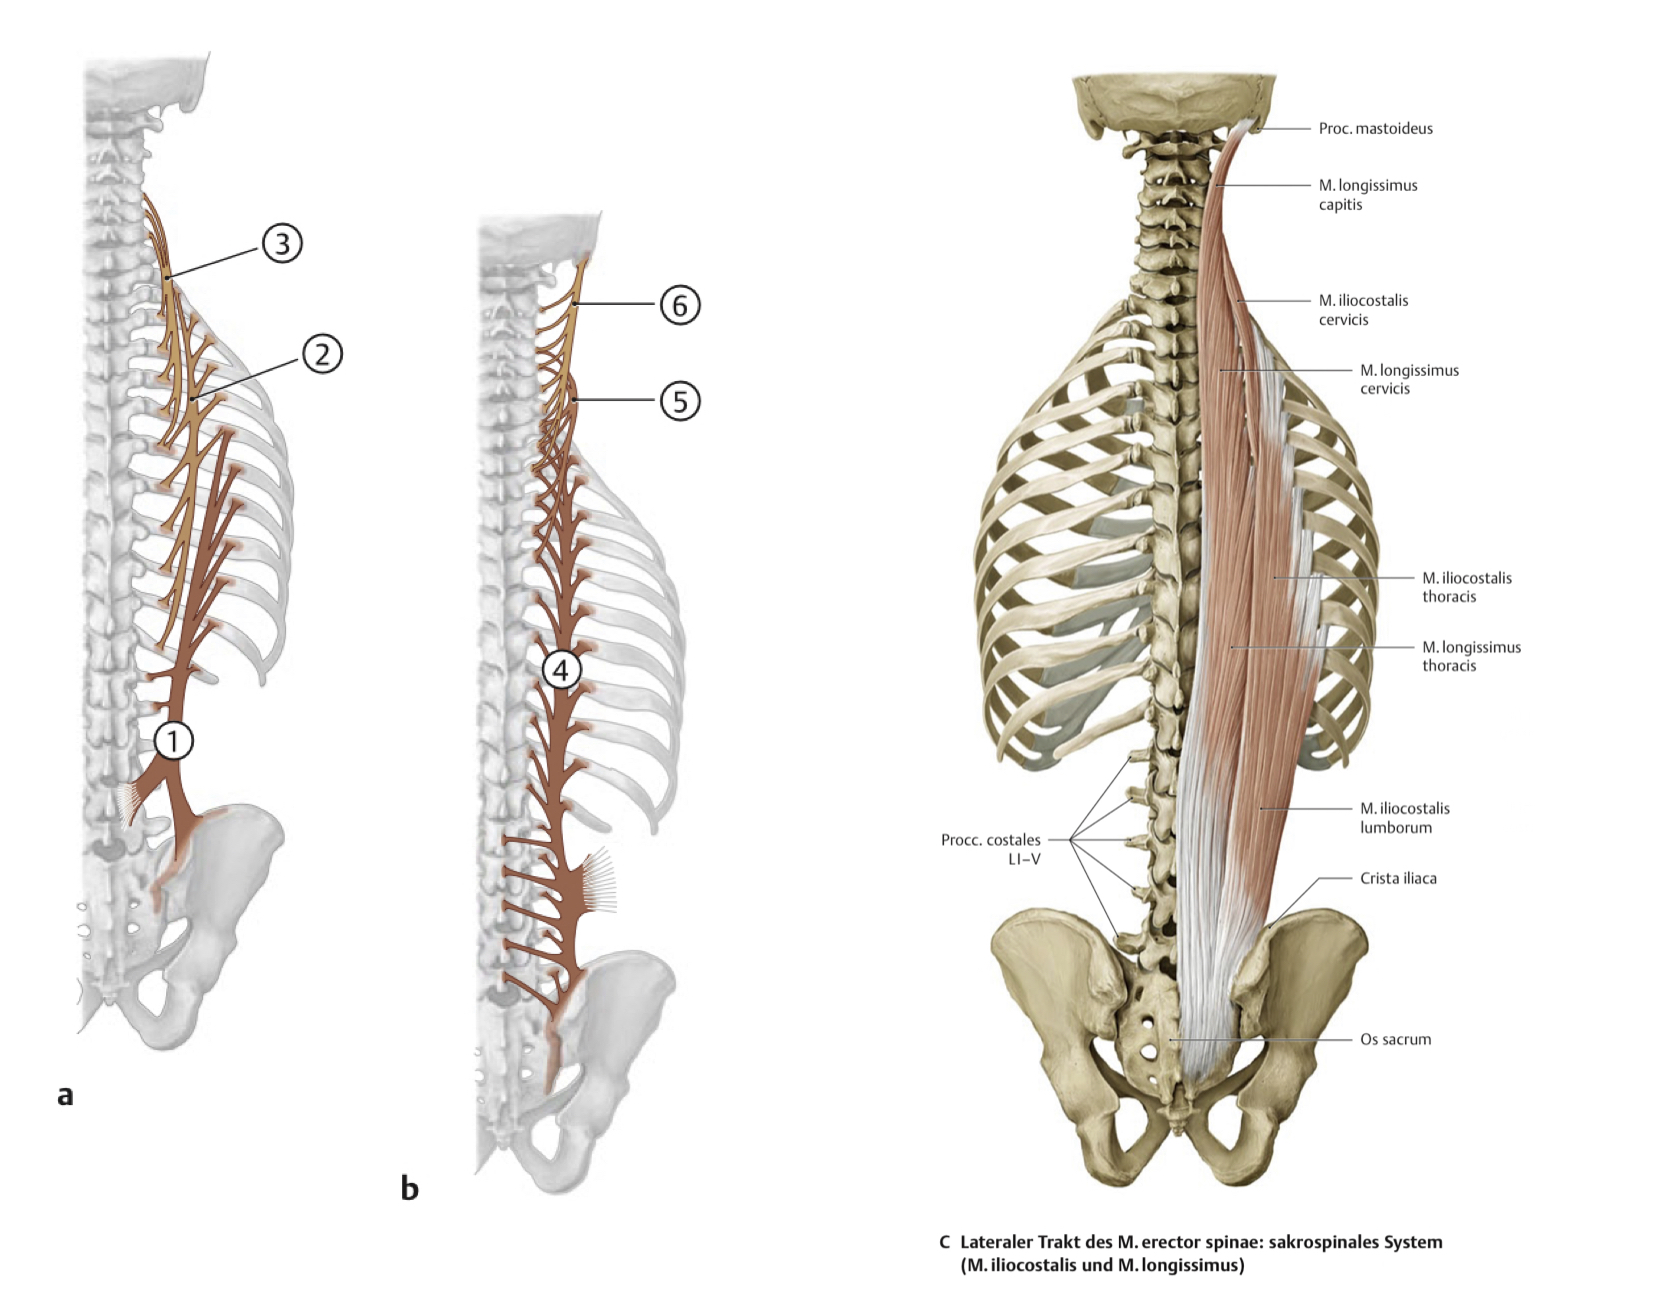 3
2
1
a
6
5
4
b
Proc. mastoideus
M. longissimus
capitis
M. iliocostalis
cervicis
M. longissimus
cervicis
M. iliocostalis
thoracis
M. longissimus
thoracis
Procc. costales
LI–V
M. iliocostalis
lumborum
Crista iliaca
Os sacrum
C Lateraler Trakt des M. erector spinae: sakrospinales System
(M. iliocostalis und M. longissimus)